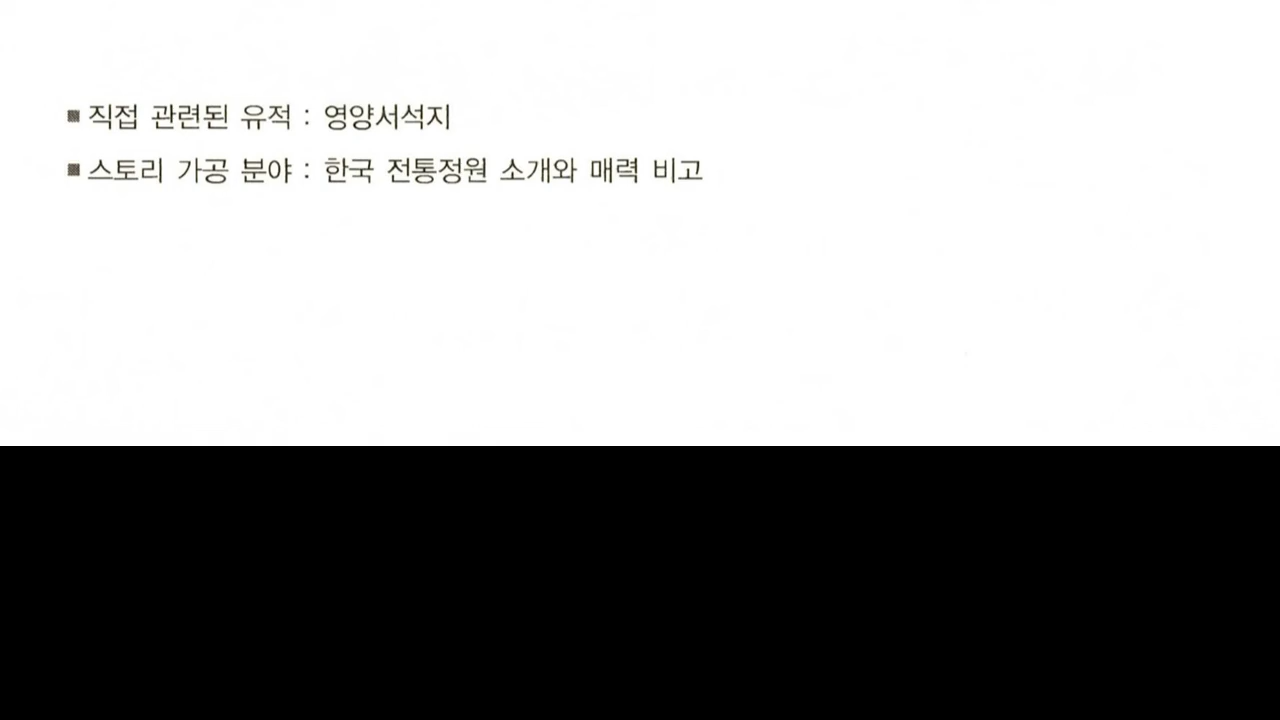 ▪ 직접 관련된 유적 : 영양서석지
▪ 스토리 가공 분야 : 한국 전통정원 소개와 매력 비고